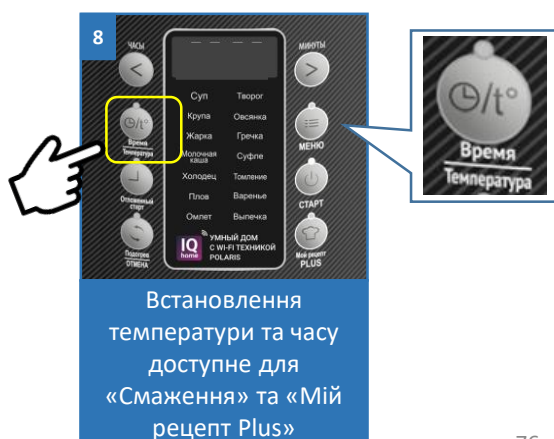 8
ЧАСЫ
МИНУТЫ
<
>
Суп
Творог
Крупа
Овсянка
/t°
Время
Температура
Жарка
Гречка
МЕНЮ
Молочная каша
Суфле
Холодец
Томление
Отложенный старт
СТАРТ
Плов
Варенье
Омлет
Выпечка
Подогрев
ОТМЕНА
IQ
home
УМНЫЙ ДОМ
С WI-FI ТЕХНИКОЙ
POLARIS
Мой рецепт
PLUS
/t°
Время
Температура
Встановлення
температури та часу
доступне для
«Смаження» та «Мій
рецепт Plus»